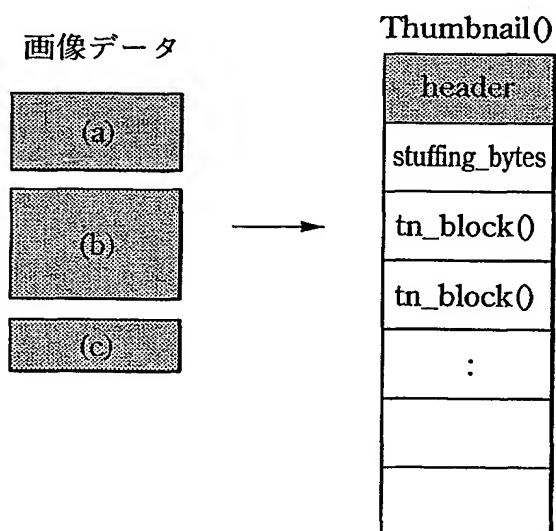 画像データ
(a)
(b)
(c)
Thumbnail()
header
stuffing_bytes
tn_block()
tn_block()
: